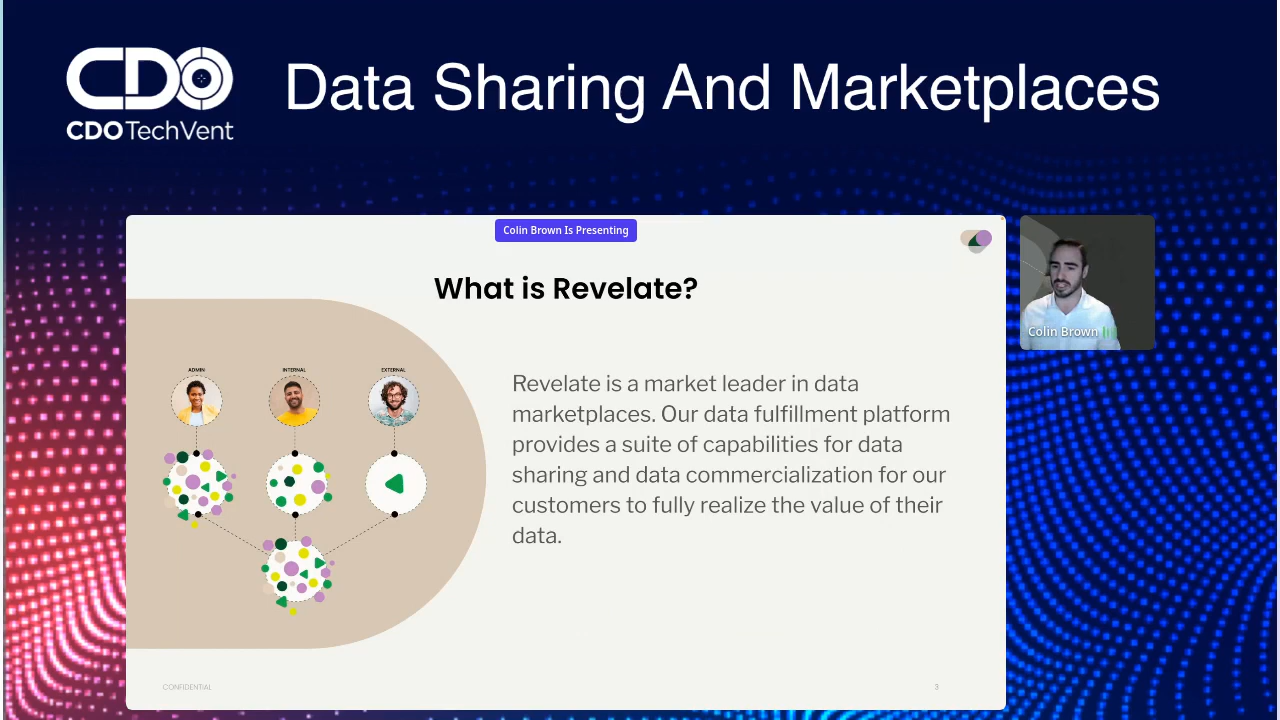 CDO
CDO TechVent
Data Sharing And Marketplaces
Colin Brown Is Presenting
What is Revelate?
ADMIN
INTERNAL
EXTERNAL
Revelate is a market leader in data
marketplaces. Our data fulfillment platform
provides a suite of capabilities for data
sharing and data commercialization for our
customers to fully realize the value of their
data.
Colin Brown
CONFIDENTIAL
3